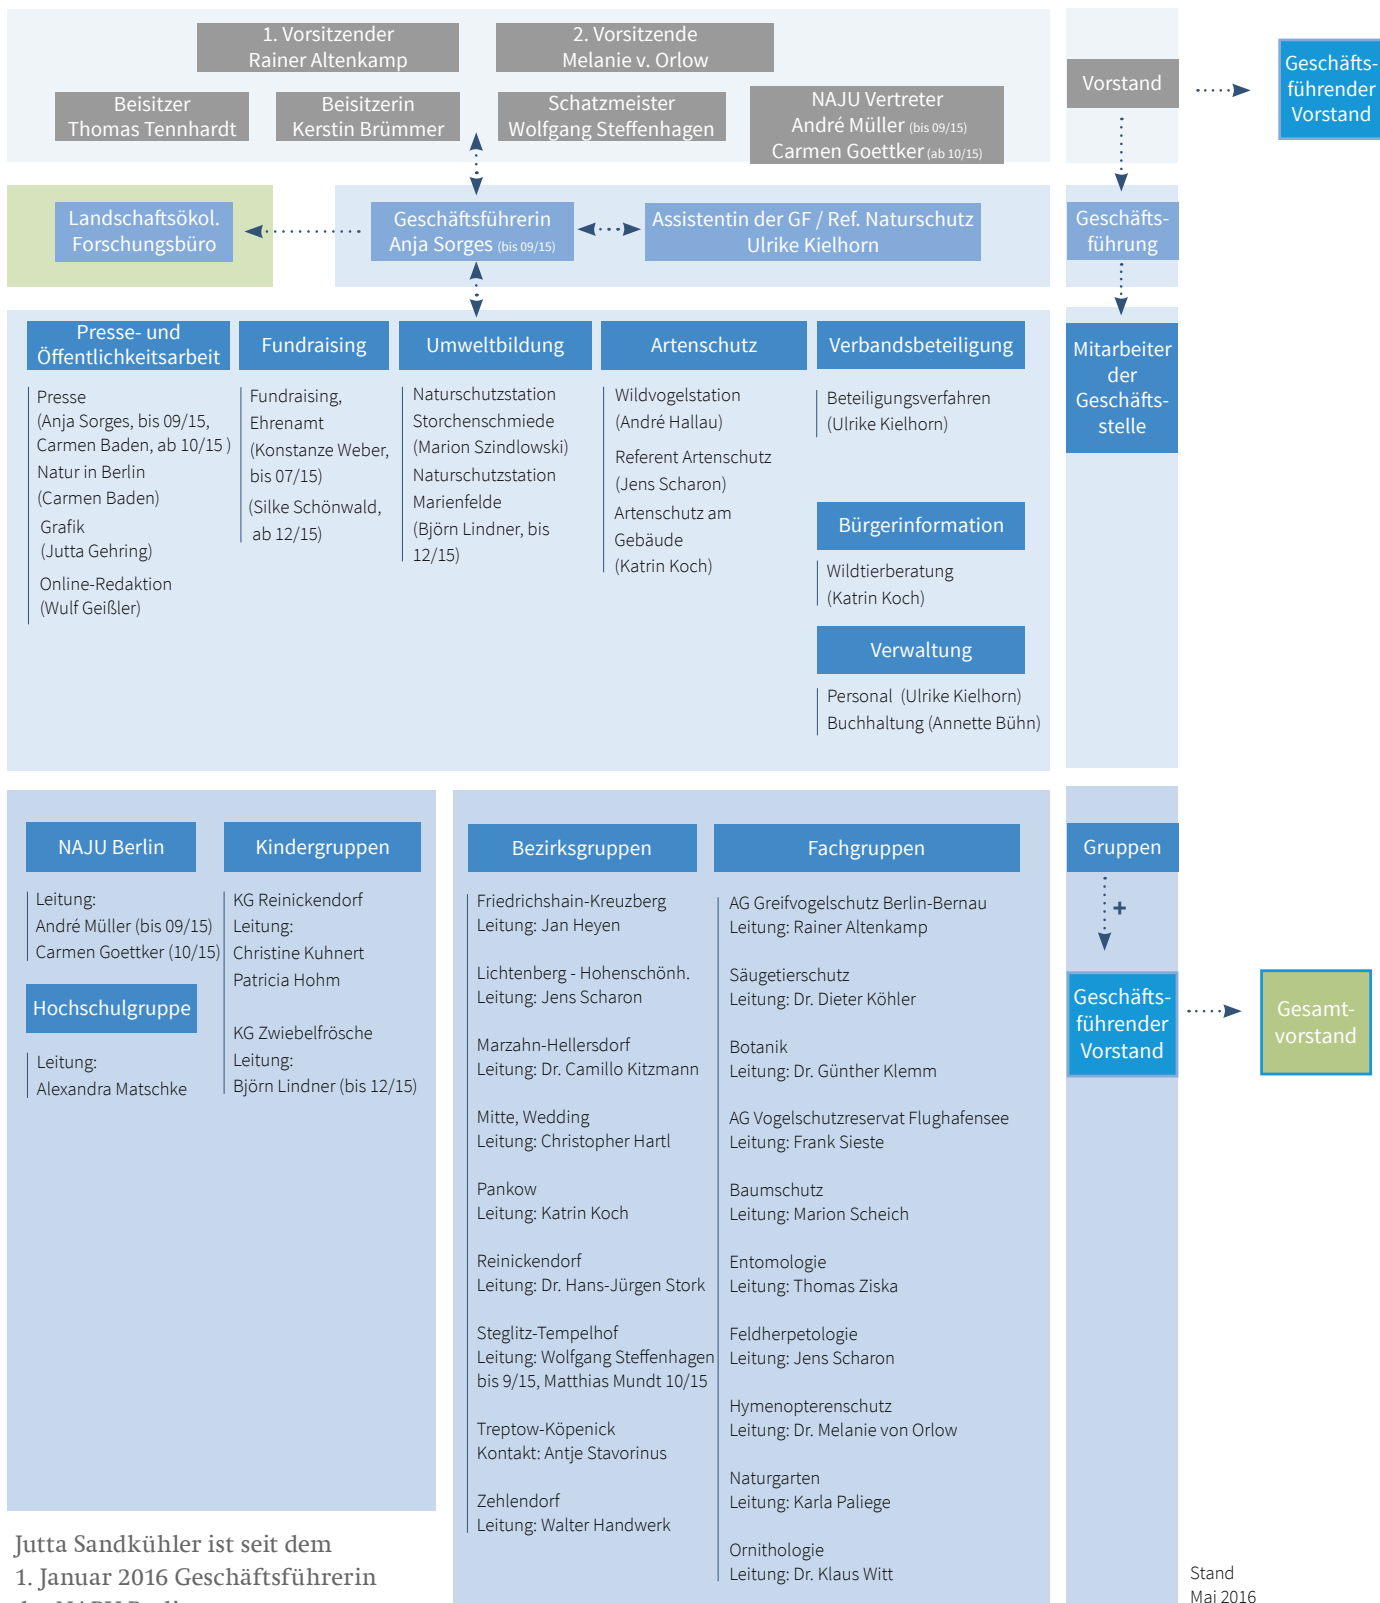 1. Vorsitzender
Rainer Altenkamp
2. Vorsitzende
Melanie v. Orlow
Beisitzer
Thomas Tennhardt
Beisitzerin
Kerstin Brümmer
Schatzmeister
Wolfgang Steffenhagen
NAJU Vertreter
André Müller (bis 09/15)
Carmen Goettker (ab 10/15)
Vorstand
Geschäfts-
führender
Vorstand
Landschaftsökol.
Forschungsbüro
Geschäftsführerin
Anja Sorges (bis 09/15)
Assistentin der GF / Ref. Naturschutz
Ulrike Kielhorn
Geschäfts-
führung
Presse- und
Öffentlichkeitsarbeit
Presse
(Anja Sorges, bis 09/15,
Carmen Baden, ab 10/15 )
Natur in Berlin
(Carmen Baden)
Grafik
(Jutta Gehring)
Online-Redaktion
(Wulf Geißler)
Fundraising
Fundraising,
Ehrenamt
(Konstanze Weber,
bis 07/15)
(Silke Schönwald,
ab 12/15)
Umweltbildung
Naturschutzstation
Storchenschmiede
(Marion Szindlowski)
Naturschutzstation
Marienfelde
(Björn Lindner, bis
12/15)
Artenschutz
Wildvogelstation
(André Hallau)
Referent Artenschutz
(Jens Scharon)
Artenschutz am
Gebäude
(Katrin Koch)
Verbandsbeteiligung
Beteiligungsverfahren
(Ulrike Kielhorn)
Bürgerinformation
Wildtierberatung
(Katrin Koch)
Verwaltung
Personal (Ulrike Kielhorn)
Buchhaltung (Annette Bühn)
Mitarbeiter
der
Geschäfts-
stelle
NAJU Berlin
Leitung:
André Müller (bis 09/15)
Carmen Goettker (10/15)
Hochschulgruppe
Leitung:
Alexandra Matschke
Kindergruppen
KG Reinickendorf
Leitung:
Christine Kuhnert
Patricia Hohm
KG Zwiebelfrösche
Leitung:
Björn Lindner (bis 12/15)
Bezirksgruppen
Friedrichshain-Kreuzberg
Leitung: Jan Heyen
Lichtenberg - Hohenschönh.
Leitung: Jens Scharon
Marzahn-Hellersdorf
Leitung: Dr. Camillo Kitzmann
Mitte, Wedding
Leitung: Christopher Hartl
Pankow
Leitung: Katrin Koch
Reinickendorf
Leitung: Dr. Hans-Jürgen Stork
Steglitz-Tempelhof
Leitung: Wolfgang Steffenhagen
bis 9/15, Matthias Mundt 10/15
Treptow-Köpenick
Kontakt: Antje Stavorinus
Zehlendorf
Leitung: Walter Handwerk
Fachgruppen
AG Greifvogelschutz Berlin-Bernau
Leitung: Rainer Altenkamp
Säugetierschutz
Leitung: Dr. Dieter Köhler
Botanik
Leitung: Dr. Günther Klemm
AG Vogelschutzreservat Flughafensee
Leitung: Frank Sieste
Baumschutz
Leitung: Marion Scheich
Entomologie
Leitung: Thomas Ziska
Feldherpetologie
Leitung: Jens Scharon
Hymenopterenschutz
Leitung: Dr. Melanie von Orlow
Naturgarten
Leitung: Karla Paliege
Ornithologie
Leitung: Dr. Klaus Witt
Gruppen
+
Geschäfts-
führender
Vorstand
Gesamt-
vorstand
Jutta Sandkühler ist seit dem
1. Januar 2016 Geschäftsführerin
Stand
Mai 2016